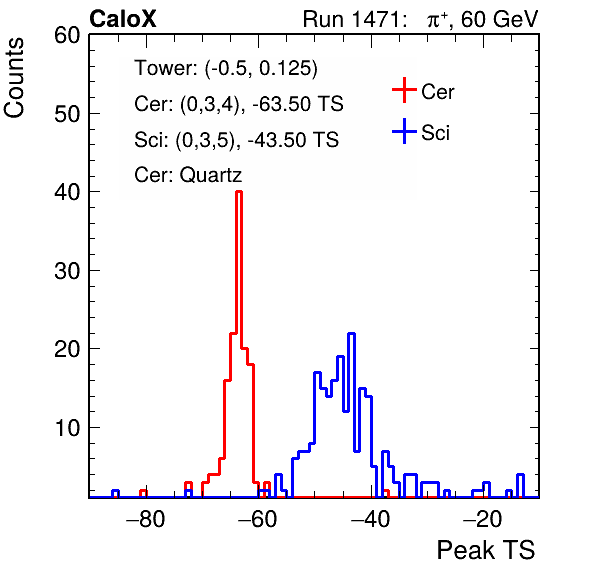 CaloX Run 1471: π⁺, 60 GeV
Counts
60
50
40
30
20
10
Tower: (-0.5, 0.125)
Cer: (0,3,4), -63.50 TS
Sci: (0,3,5), -43.50 TS
Cer: Quartz
Cer
Sci
−80 −60 −40 −20
Peak TS